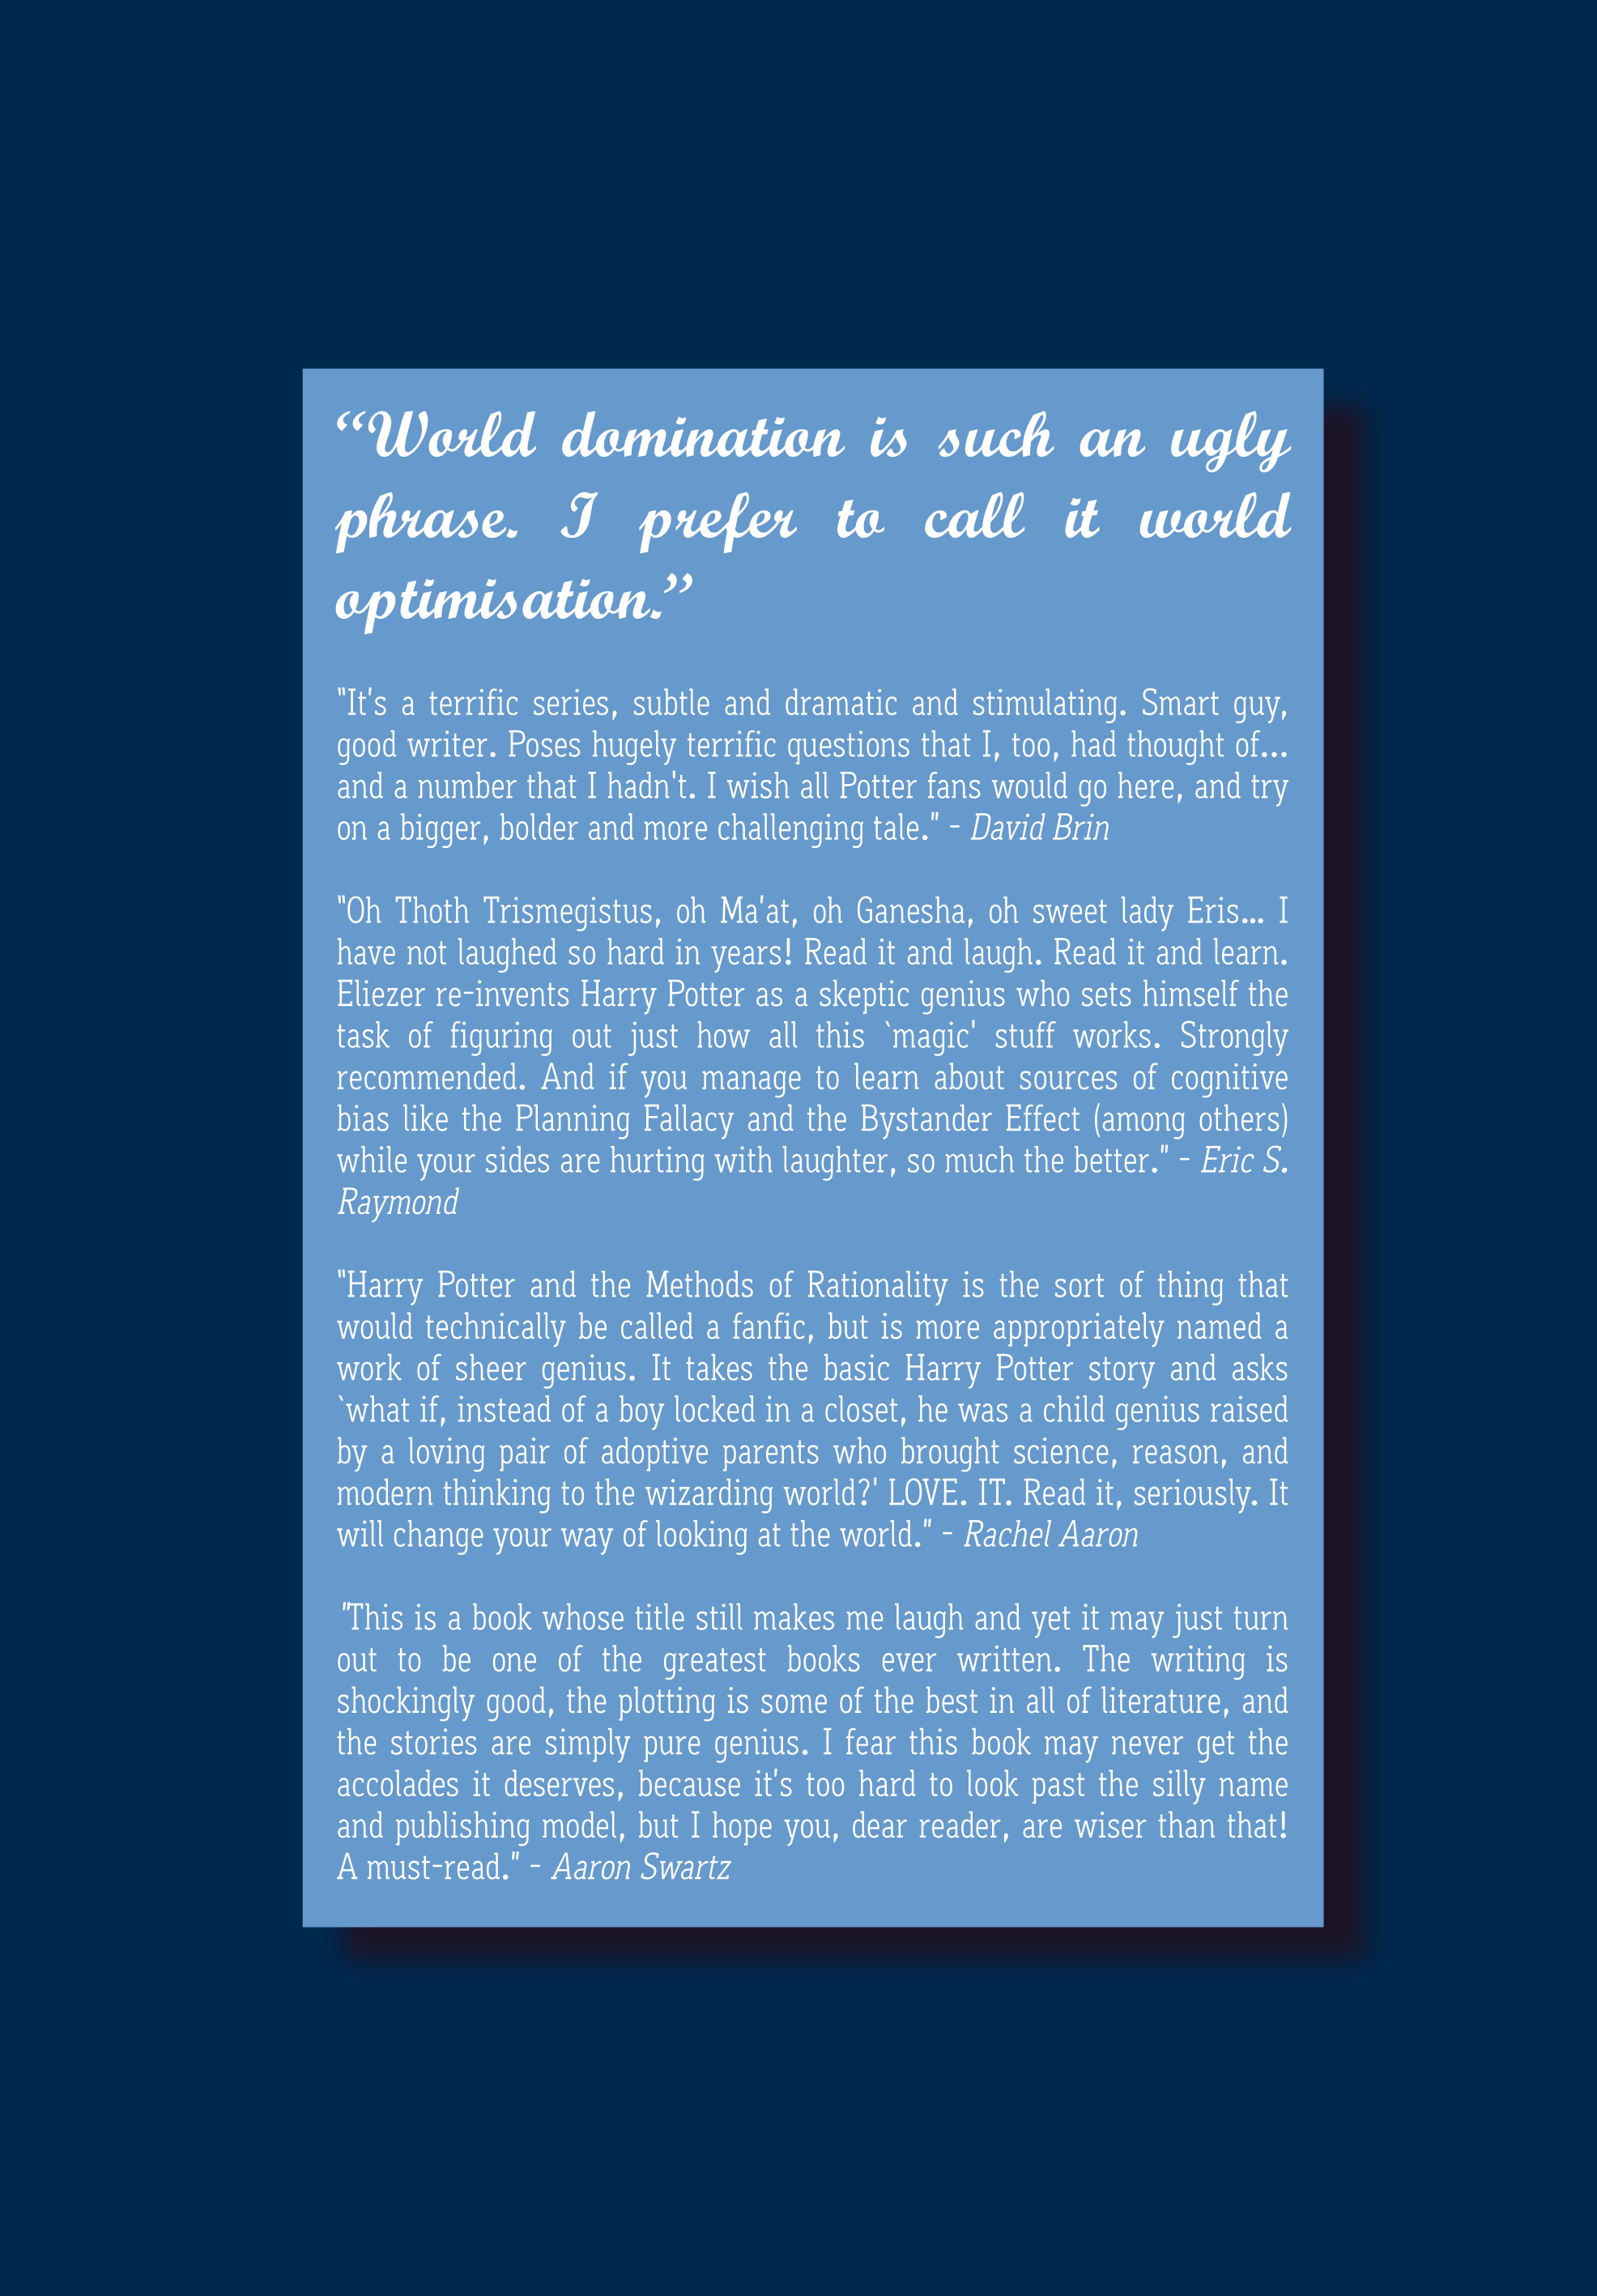 “World domination is such an ugly
phrase. I prefer to call it world
optimisation.”
"It's a terrific series, subtle and dramatic and stimulating. Smart guy,
good writer. Poses hugely terrific questions that I, too, had thought of...
and a number that I hadn't. I wish all Potter fans would go here, and try
on a bigger, bolder and more challenging tale." - David Brin
"Oh Thoth Trismegistus, oh Ma'at, oh Ganesha, oh sweet lady Eris... I
have not laughed so hard in years! Read it and laugh. Read it and learn.
Eliezer re-invents Harry Potter as a skeptic genius who sets himself the
task of figuring out just how all this `magic' stuff works. Strongly
recommended. And if you manage to learn about sources of cognitive
bias like the Planning Fallacy and the Bystander Effect (among others)
while your sides are hurting with laughter, so much the better." - Eric S.
Raymond
"Harry Potter and the Methods of Rationality is the sort of thing that
would technically be called a fanfic, but is more appropriately named a
work of sheer genius. It takes the basic Harry Potter story and asks
`what if, instead of a boy locked in a closet, he was a child genius raised
by a loving pair of adoptive parents who brought science, reason, and
modern thinking to the wizarding world?' LOVE. IT. Read it, seriously. It
will change your way of looking at the world." - Rachel Aaron
"This is a book whose title still makes me laugh and yet it may just turn
out to be one of the greatest books ever written. The writing is
shockingly good, the plotting is some of the best in all of literature, and
the stories are simply pure genius. I fear this book may never get the
accolades it deserves, because it's too hard to look past the silly name
and publishing model, but I hope you, dear reader, are wiser than that!
A must-read." - Aaron Swartz